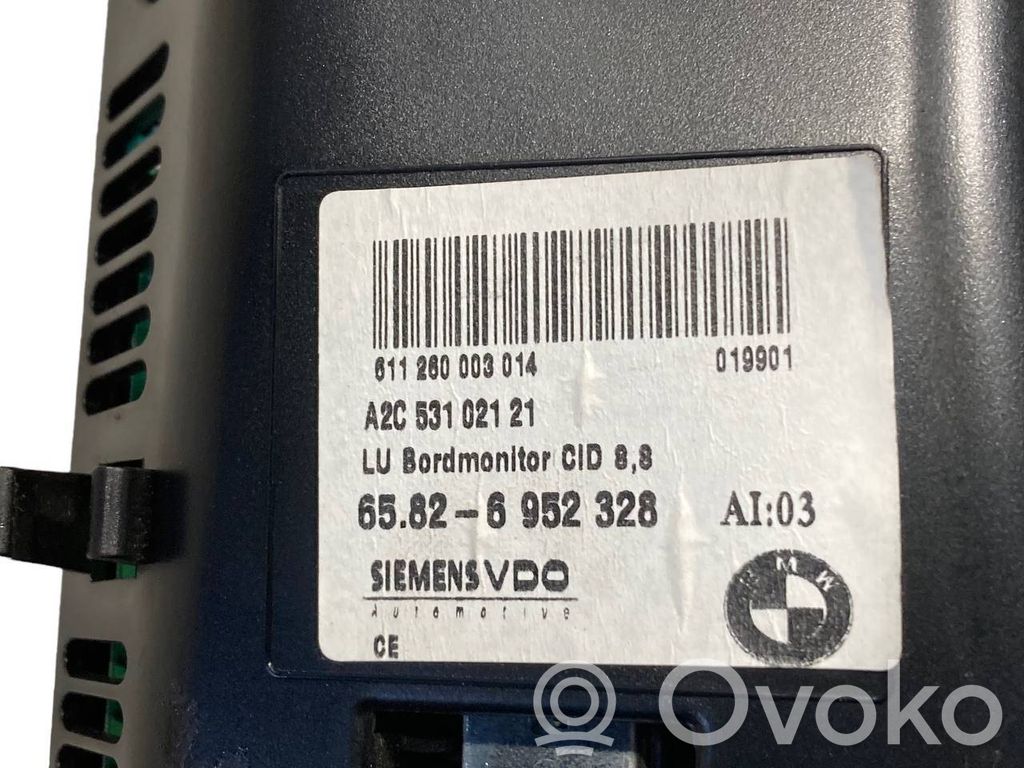 611 260 003 014 019901
A2C 531 021 21
LU Bordmonitor CID 8,8
65.82-6 952 328 AI:03
BMW
SIEMENS VDO
Automotive
CE
Ovoko